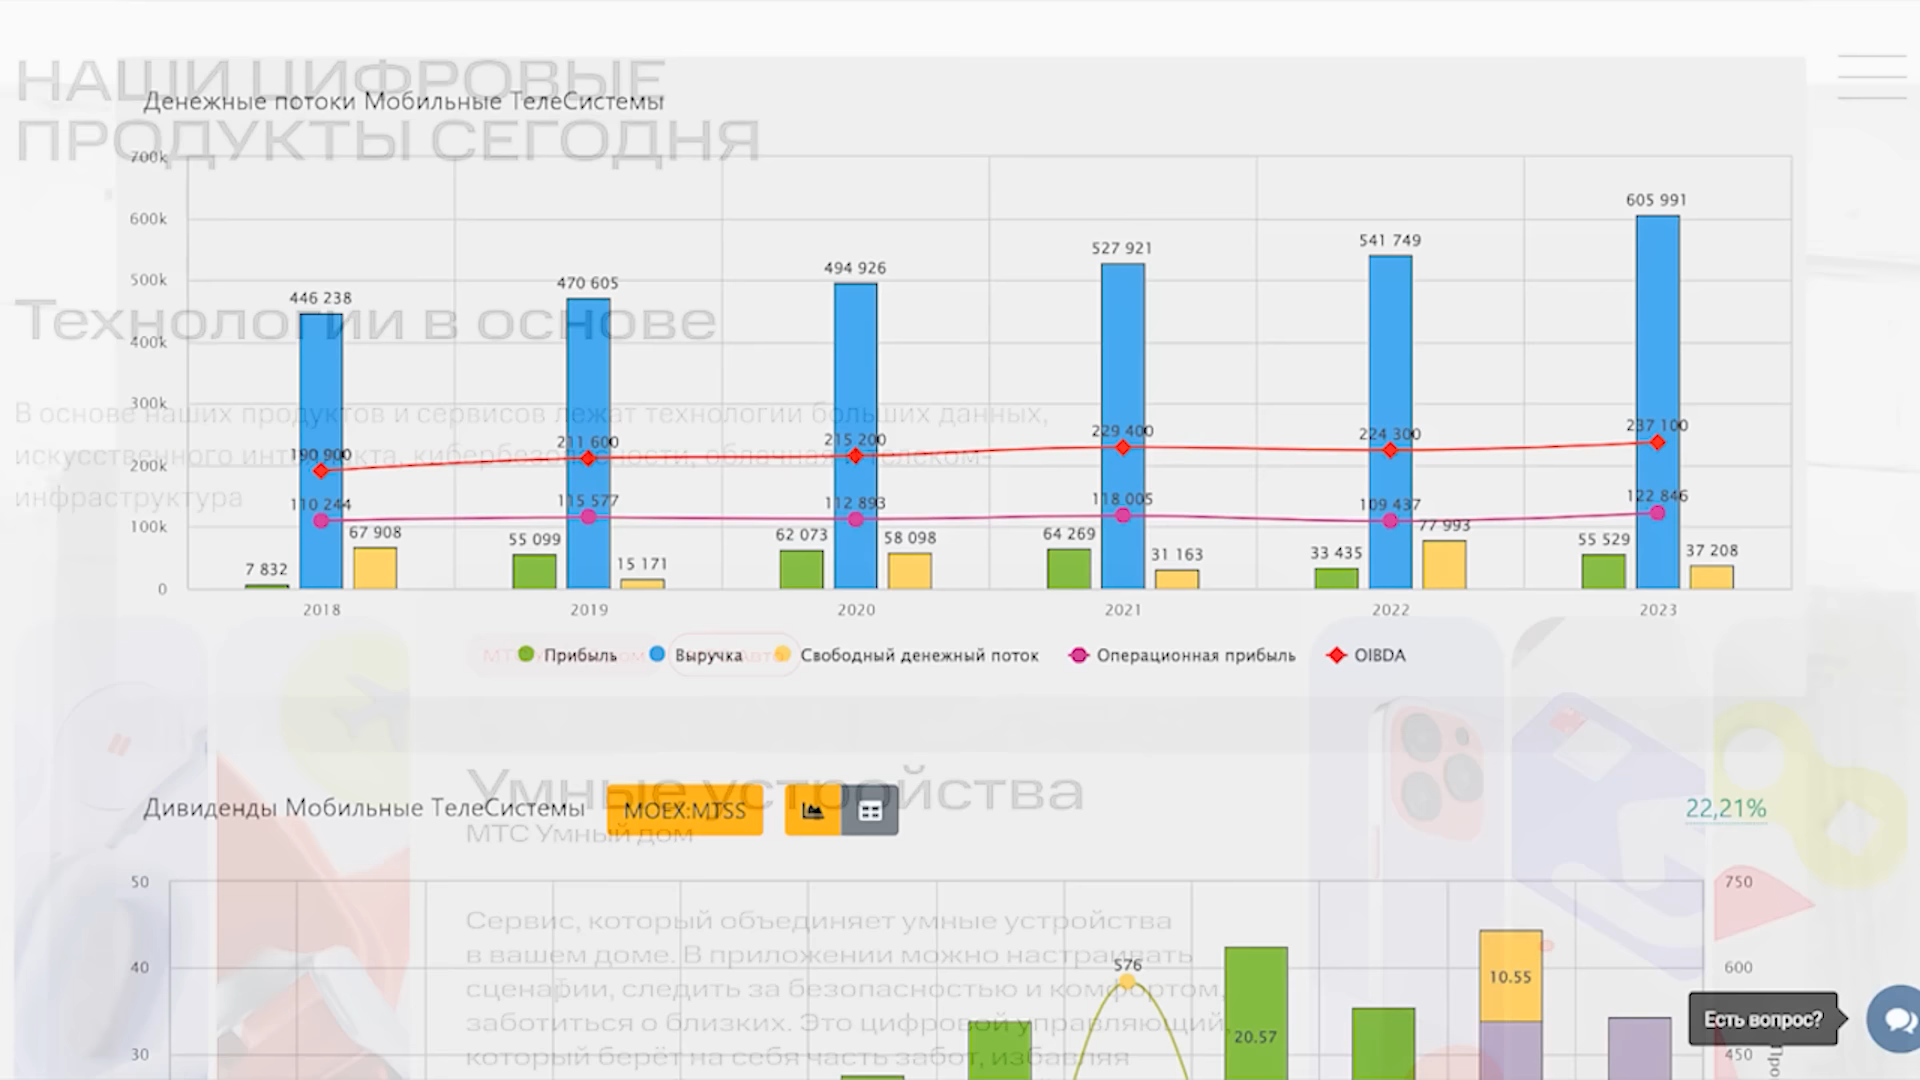 НАШИ ЦИФРОВЫЕ
ПРОДУКТЫ СЕГОДНЯ
Денежные потоки Мобильные ТелеСистемы
700k
600k
500k
400k
300k
200k
100k
0
446 238
470 605
494 926
527 921
541 749
605 991
190 900
211 600
215 200
229 400
224 300
237 100
110 244
115 577
112 893
118 005
109 437
122 846
7 832
67 908
55 099
15 171
62 073
58 098
64 269
31 163
33 435
77 993
55 529
37 208
2018
2019
2020
2021
2022
2023
Технологии в основе
В основе наших продуктов и сервисов лежат технологии больших данных,
искусственного интеллекта, кибербезопасности, облачная и телеком-
инфраструктура
Прибыль
Выручка
Свободный денежный поток
Операционная прибыль
OIBDA
Умные устройства
МТС Умный дом
Дивиденды Мобильные ТелеСистемы
MOEX:MTSS
22,21%
Сервис, который объединяет умные устройства
в вашем доме. В приложении можно настраивать
сценарии, следить за безопасностью и комфортом,
заботиться о близких. Это цифровой управляющий,
который берёт на себя часть забот, избавляя
50
40
30
576
20.57
10.55
750
600
450
Есть вопрос?